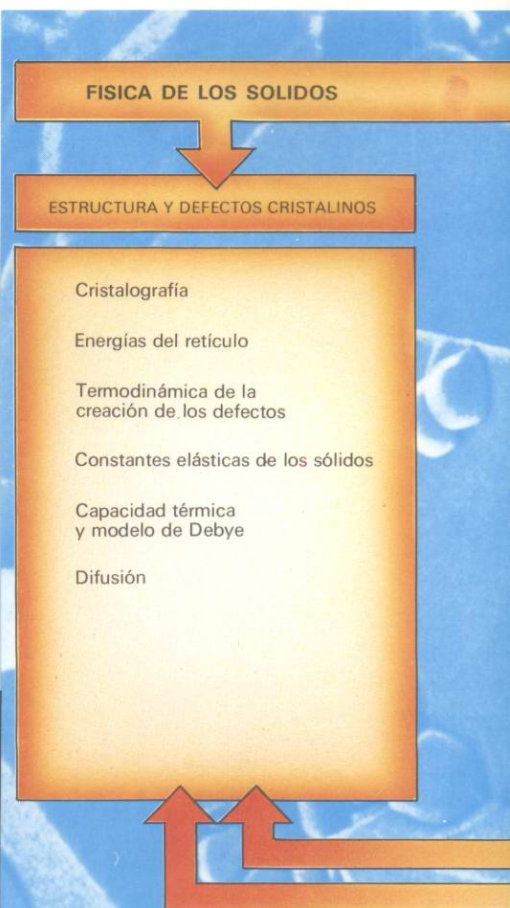 FISICA DE LOS SOLIDOS
ESTRUCTURA Y DEFECTOS CRISTALINOS
Cristalografía
Energías del retículo
Termodinámica de la
creación de los defectos
Constantes elásticas de los sólidos
Capacidad térmica
y modelo de Debye
Difusión